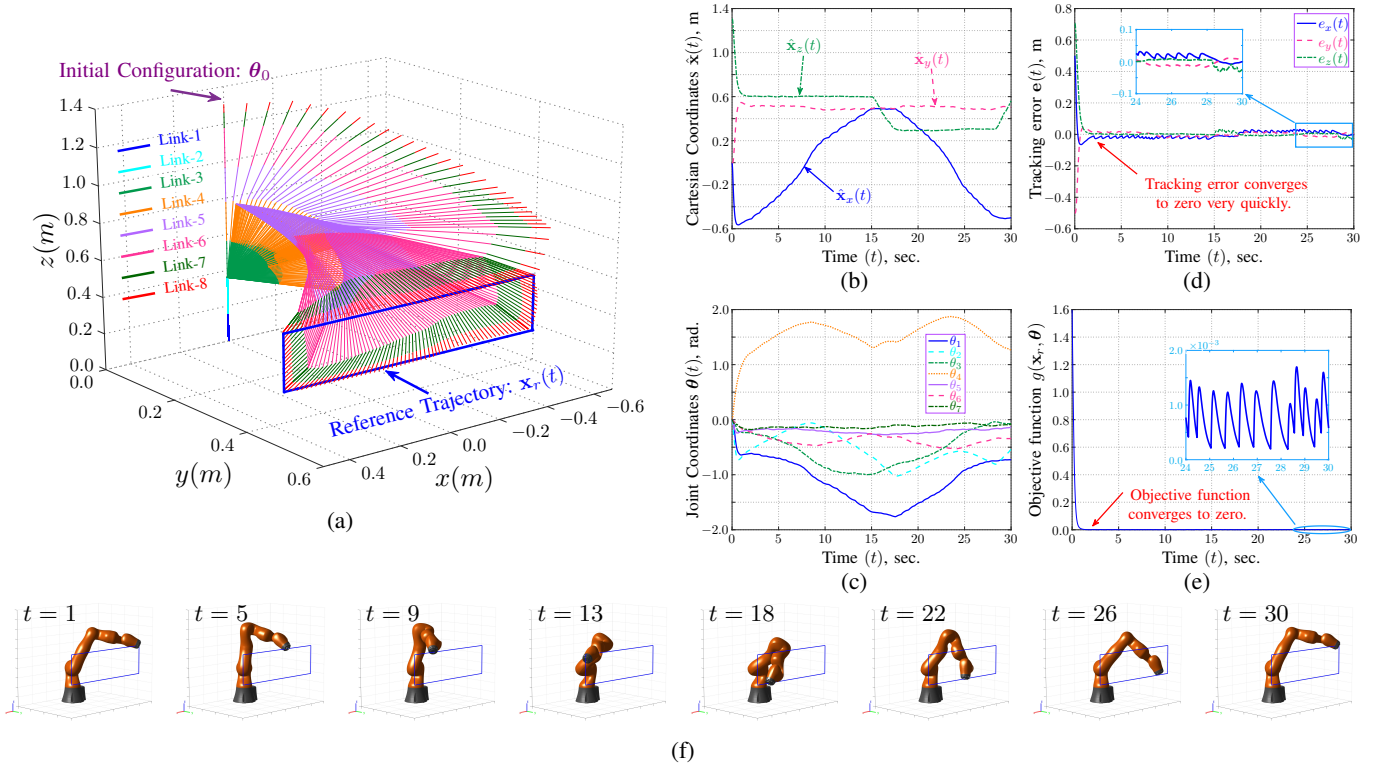 Initial Configuration: θ₀
1.4
1.2
1.0
0.8
0.6
0.4
0.2
0.0
z(m)
Link-1
Link-2
Link-3
Link-4
Link-5
Link-6
Link-7
Link-8
0.0
0.2
0.4
0.6
y(m)
0.4
0.2
0.0
−0.2
−0.4
−0.6
x(m)
Reference Trajectory: x_r(t)
(a)
Cartesian Coordinates x̂(t), m
1.4
1.0
0.6
0.2
−0.2
−0.6
x̂_z(t)
x̂_y(t)
x̂_x(t)
0 5 10 15 20 25 30
Time (t), sec.
(b)
Tracking error e(t), m
0.8
0.6
0.4
0.2
0.0
−0.2
−0.4
−0.6
0.1
0.0
−0.1
24 26 28 30
e_x(t)
e_y(t)
e_z(t)
Tracking error converges
to zero very quickly.
0 5 10 15 20 25 30
Time (t), sec.
(d)
Joint Coordinates θ(t), rad.
2.0
1.0
0.0
-1.0
−2.0
θ₁
θ₂
θ₃
θ₄
θ₅
θ₆
θ₇
0 5 10 15 20 25 30
Time (t), sec.
(c)
Objective function g(x_r, θ)
1.6
1.4
1.2
1.0
0.8
0.6
0.4
0.2
0.0
×10⁻³
2.0
1.0
0.0
24 25 26 27 28 29 30
Objective function
converges to zero.
0 5 10 15 20 25 30
Time (t), sec.
(e)
t = 1
t = 5
t = 9
t = 13
t = 18
t = 22
t = 26
t = 30
(f)